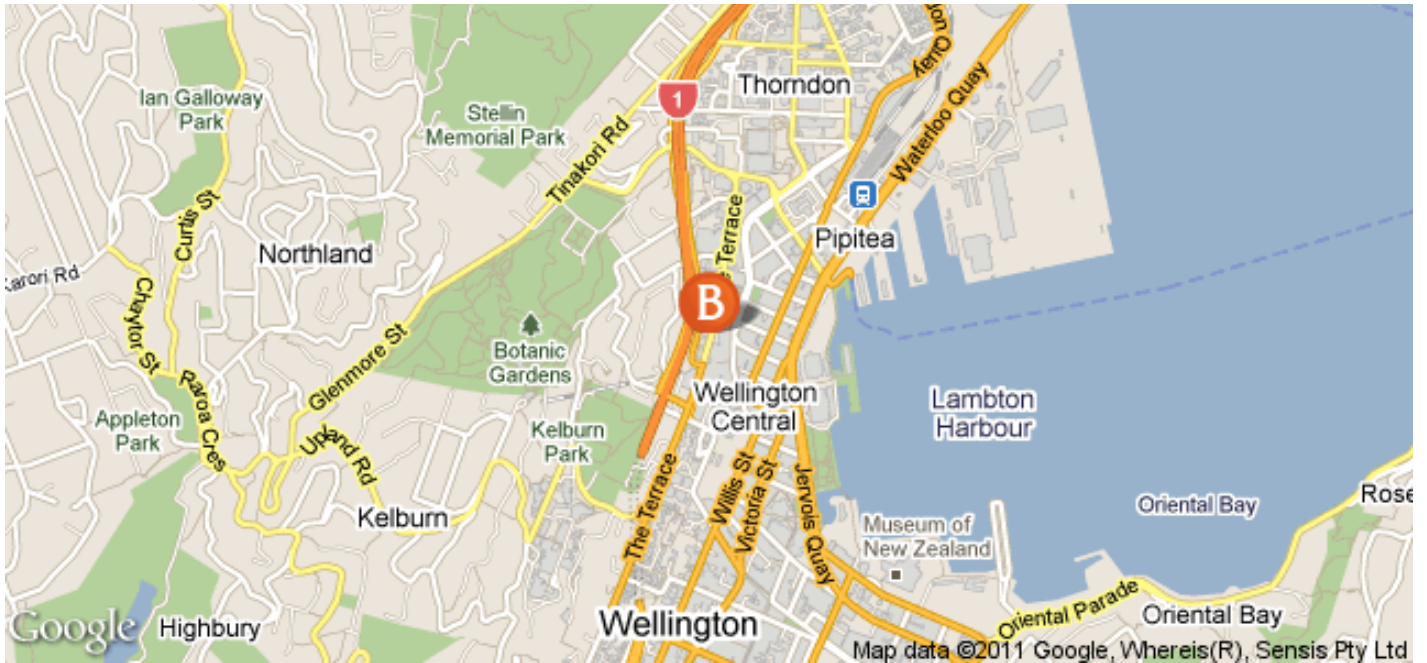 Ian Galloway
Park
Stellin
Memorial Park
Tinakori Rd
1
Thorndon
Quay
Waterloo Quay
Curtis St
Northland
Karori Rd
Chaytor St
Terrace
Pipitea
B
Botanic
Gardens
Glenmore St
Raroa Cres
Appleton
Park
Upland Rd
Kelburn
Park
Wellington
Central
Lambton
Harbour
Kelburn
The Terrace
Willis St
Victoria St
Jervois Quay
Museum of
New Zealand
Oriental Bay
Rose
Oriental Parade
Oriental Bay
Highbury
Wellington
Google
Map data ©2011 Google, Whereis(R), Sensis Pty Ltd